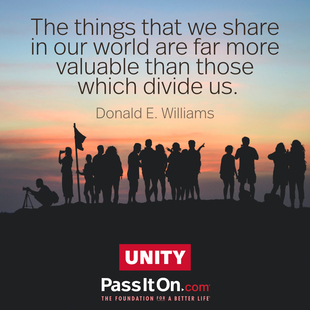 The things that we share
in our world are far more
valuable than those
which divide us.
Donald E. Williams
UNITY
PassItOn.com®
THE FOUNDATION FOR A BETTER LIFE®